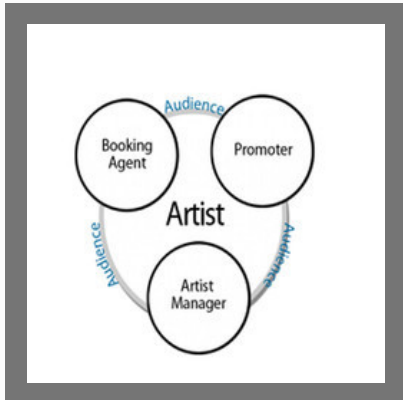 Audience
Booking
Agent
Promoter
Artist
Audience
Audience
Artist
Manager